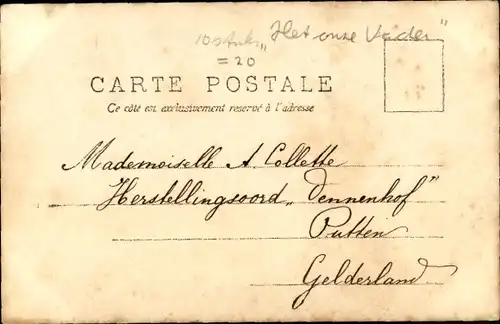 10 stuks „Het onze Vader"
= 20
CARTE POSTALE
Ce côté est exclusivement reservé à l'adresse
Mademoiselle A. Collette
Herstellingsoord „Dennenhof"
Putten
Gelderland